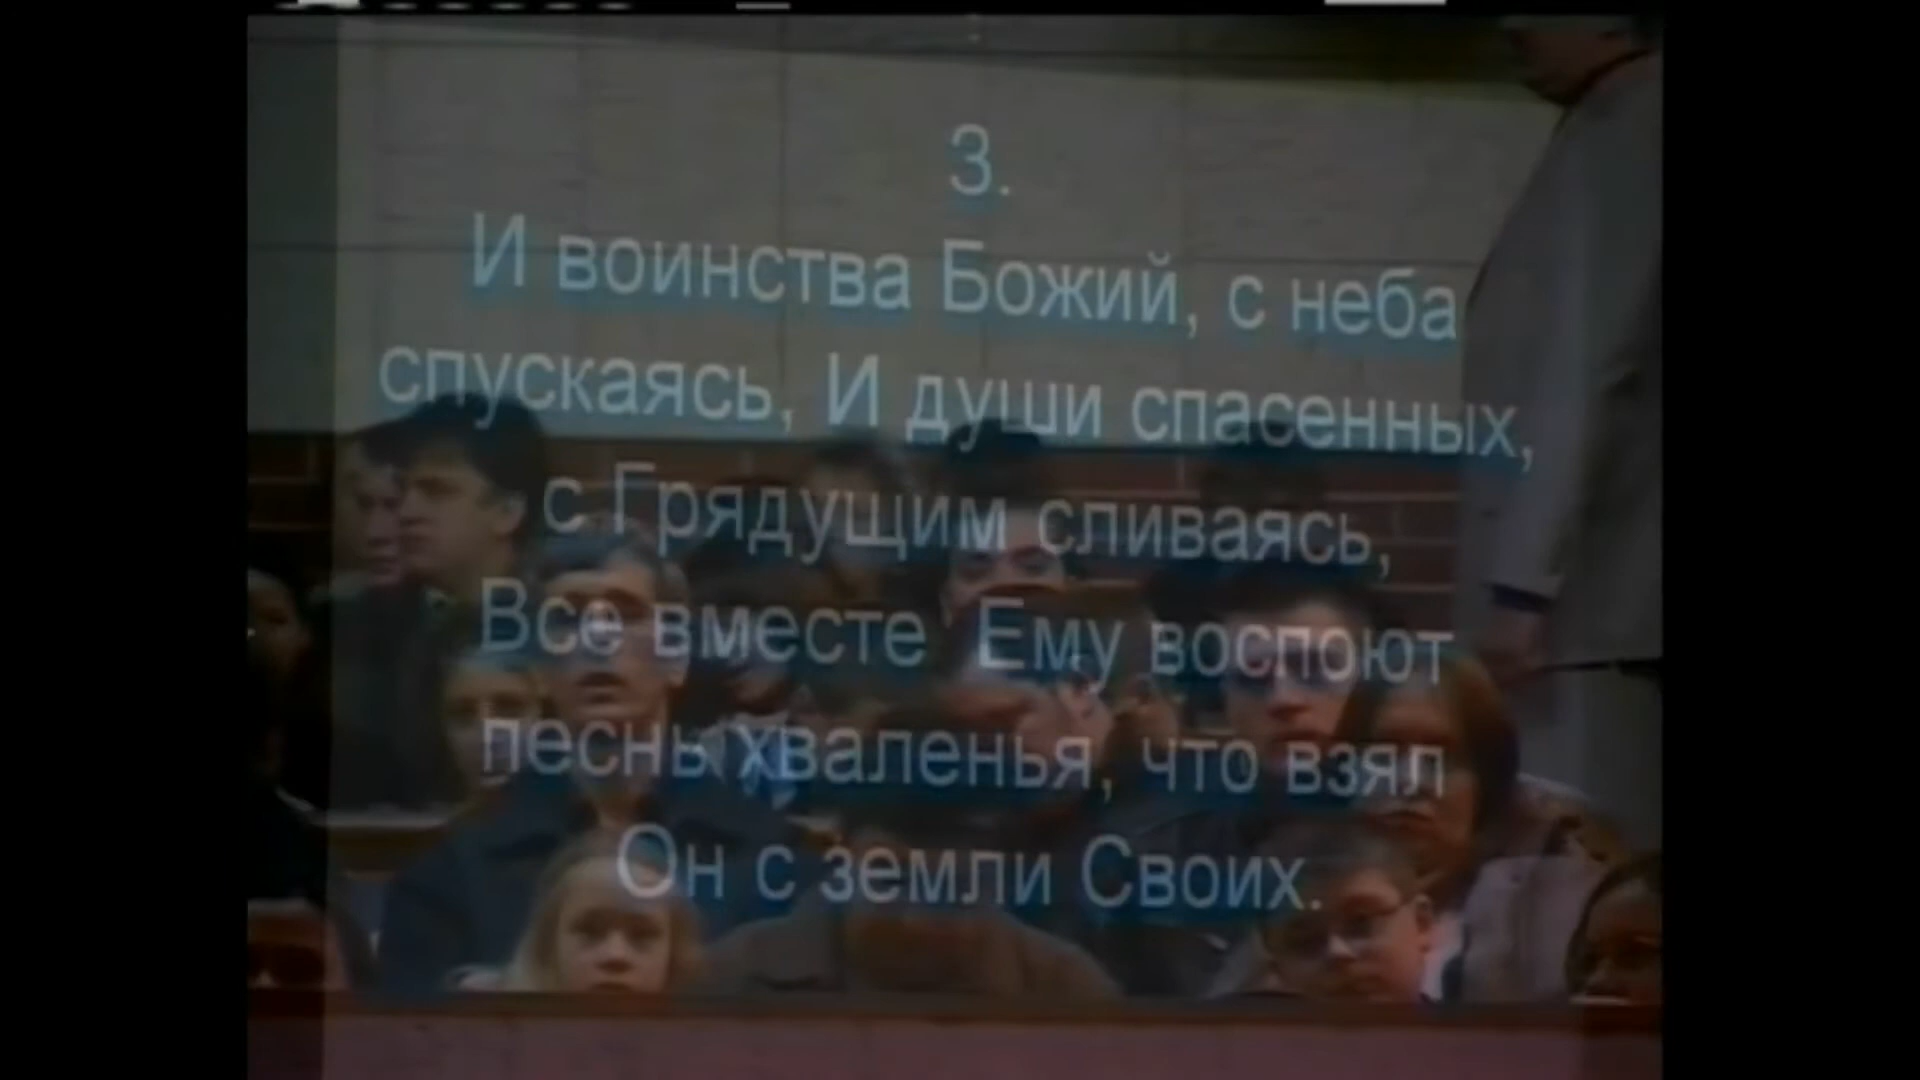 3.
И воинства Божий, с неба
спускаясь, И души спасенных,
с Грядущим сливаясь,
Все вместе Ему воспоют
песнь хваленья, что взял
Он с земли Своих.